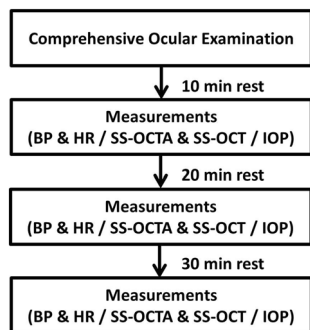 Comprehensive Ocular Examination
10 min rest
Measurements
(BP & HR / SS-OCTA & SS-OCT / IOP)
20 min rest
Measurements
(BP & HR / SS-OCTA & SS-OCT / IOP)
30 min rest
Measurements
(BP & HR / SS-OCTA & SS-OCT / IOP)